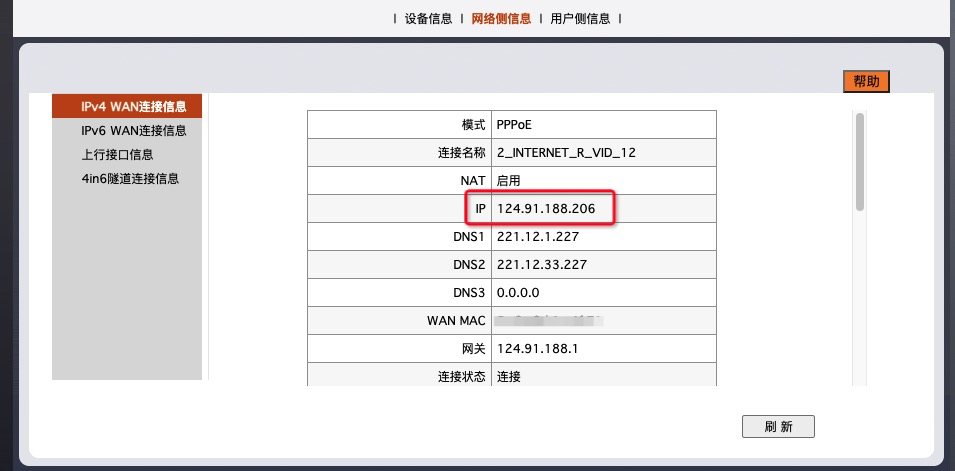 | 设备信息 | 网络侧信息 | 用户侧信息 |
帮助
IPv4 WAN连接信息
IPv6 WAN连接信息
上行接口信息
4in6隧道连接信息
模式 PPPoE
连接名称 2_INTERNET_R_VID_12
NAT 启用
IP 124.91.188.206
DNS1 221.12.1.227
DNS2 221.12.33.227
DNS3 0.0.0.0
WAN MAC
网关 124.91.188.1
连接状态 连接
刷 新